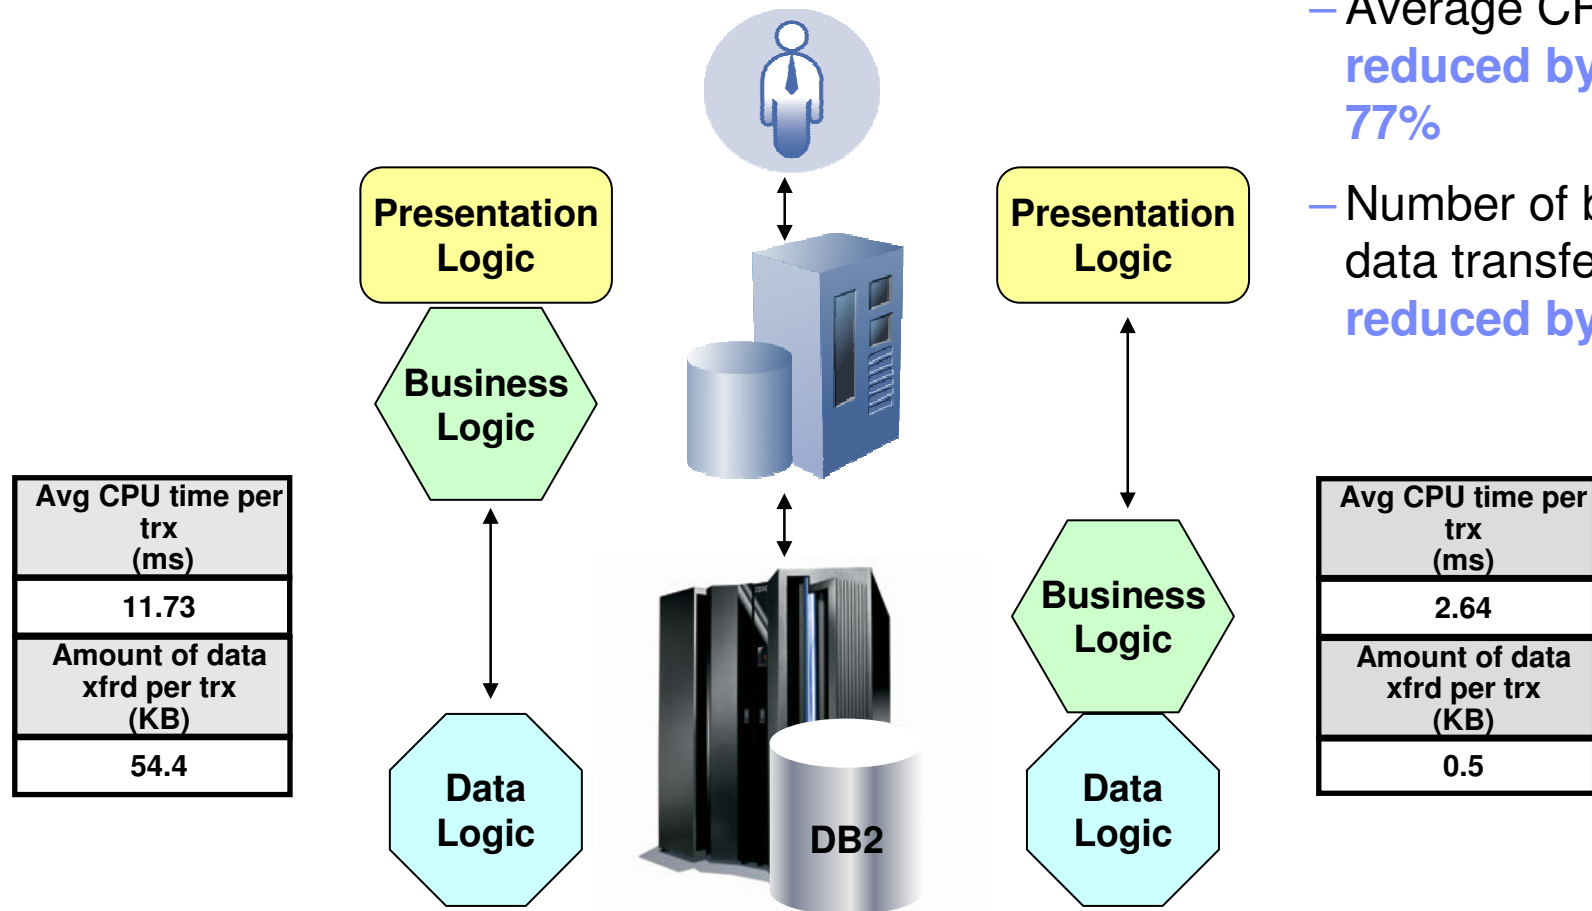 – Average
reduced by
77%
– Number of
data
reduced by
Presentation
Logic
Business
Logic
Data
Logic
Avg CPU time per
trx
(ms)
11.73
Amount of data
xfrd per trx
(KB)
54.4
DB2
Presentation
Logic
Business
Logic
Data
Logic
Avg CPU time per
trx
(ms)
2.64
Amount of data
xfrd per trx
(KB)
0.5